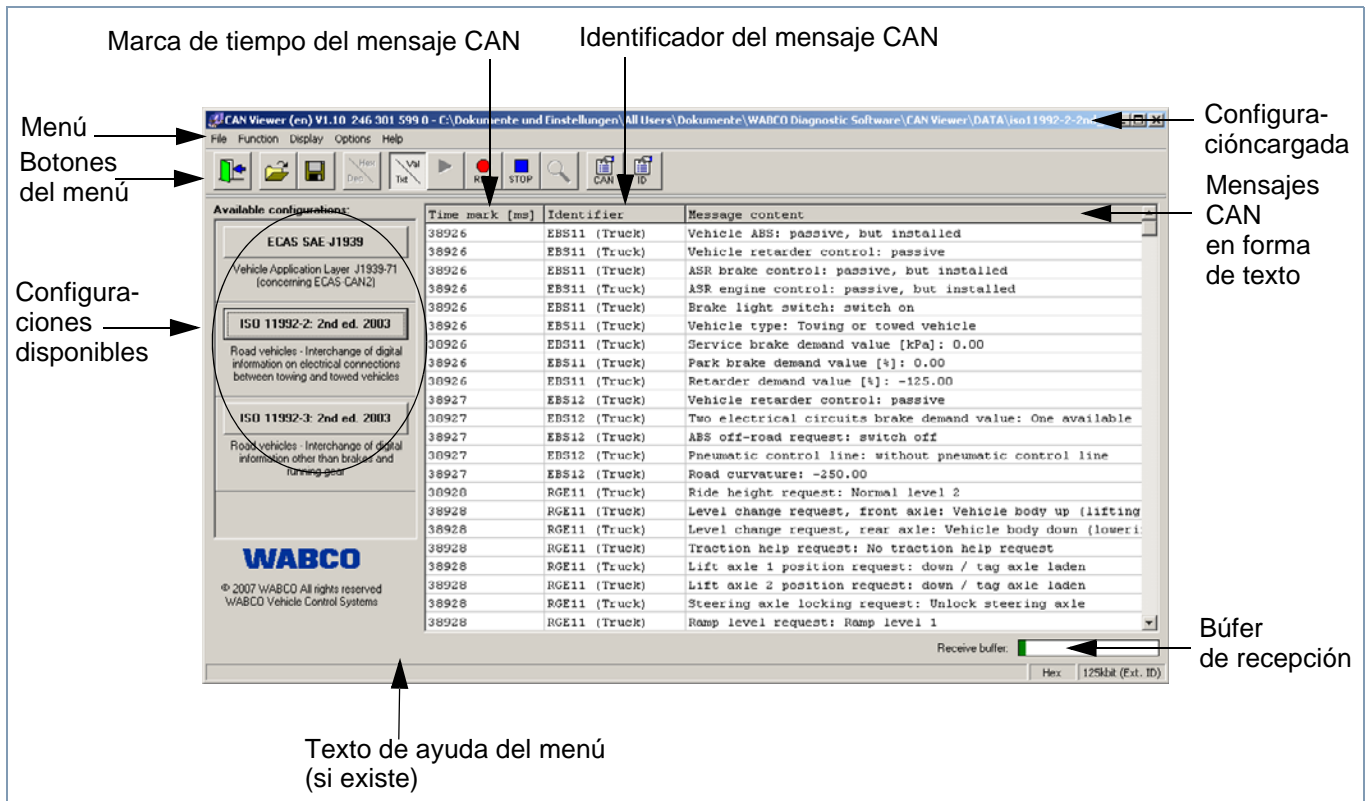 Marca de tiempo del mensaje CAN
Identificador del mensaje CAN
Menú
Botones
del menú
Configura-
ciones
disponibles
Configura-
cióncargada
Mensajes
CAN
en forma
de texto
Búfer
de recepción
Texto de ayuda del menú
(si existe)
CAN Viewer (en) V1.10 246 301 599 0 - C:\Dokumente und Einstellungen\All Users\Dokumente\WABCO Diagnostic Software\CAN Viewer\DATA\iso11992-2-2nd
File Function Display Options Help
Hex
Dec
Val
Txt
STOP
CAN
ID
Available configurations:
ECAS SAE J1939
Vehicle Application Layer J1939-71
(concerning ECAS-CAN2)
ISO 11992-2: 2nd ed. 2003
Road vehicles - Interchange of digital
information on electrical connections
between towing and towed vehicles
ISO 11992-3: 2nd ed. 2003
Road vehicles - Interchange of digital
information other than brakes and
running gear
WABCO
© 2007 WABCO All rights reserved
WABCO Vehicle Control Systems
Time mark [ms] Identifier Message content
38926 EBS11 (Truck) Vehicle ABS: passive, but installed
38926 EBS11 (Truck) Vehicle retarder control: passive
38926 EBS11 (Truck) ASR brake control: passive, but installed
38926 EBS11 (Truck) ASR engine control: passive, but installed
38926 EBS11 (Truck) Brake light switch: switch on
38926 EBS11 (Truck) Vehicle type: Towing or towed vehicle
38926 EBS11 (Truck) Service brake demand value [kPa]: 0.00
38926 EBS11 (Truck) Park brake demand value [%]: 0.00
38926 EBS11 (Truck) Retarder demand value [%]: -125.00
38927 EBS12 (Truck) Vehicle retarder control: passive
38927 EBS12 (Truck) Two electrical circuits brake demand value: One available
38927 EBS12 (Truck) ABS off-road request: switch off
38927 EBS12 (Truck) Pneumatic control line: without pneumatic control line
38927 EBS12 (Truck) Road curvature: -250.00
38928 RGE11 (Truck) Ride height request: Normal level 2
38928 RGE11 (Truck) Level change request, front axle: Vehicle body up (lifting
38928 RGE11 (Truck) Level change request, rear axle: Vehicle body down (loweri
38928 RGE11 (Truck) Traction help request: No traction help request
38928 RGE11 (Truck) Lift axle 1 position request: down / tag axle laden
38928 RGE11 (Truck) Lift axle 2 position request: down / tag axle laden
38928 RGE11 (Truck) Steering axle locking request: Unlock steering axle
38928 RGE11 (Truck) Ramp level request: Ramp level 1
Receive buffer:
Hex 125kbit (Ext. ID)